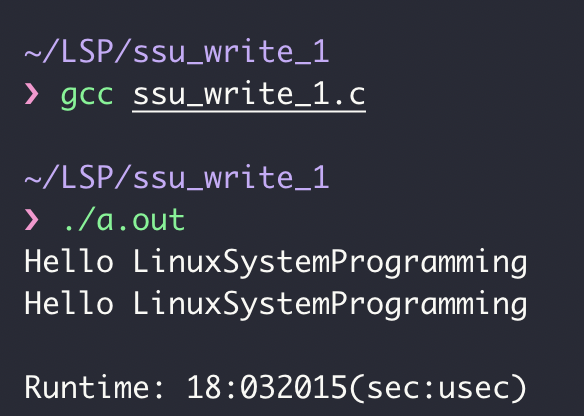 ~/LSP/ssu_write_1
❯ gcc ssu_write_1.c
~/LSP/ssu_write_1
❯ ./a.out
Hello LinuxSystemProgramming
Hello LinuxSystemProgramming
Runtime: 18:032015(sec:usec)